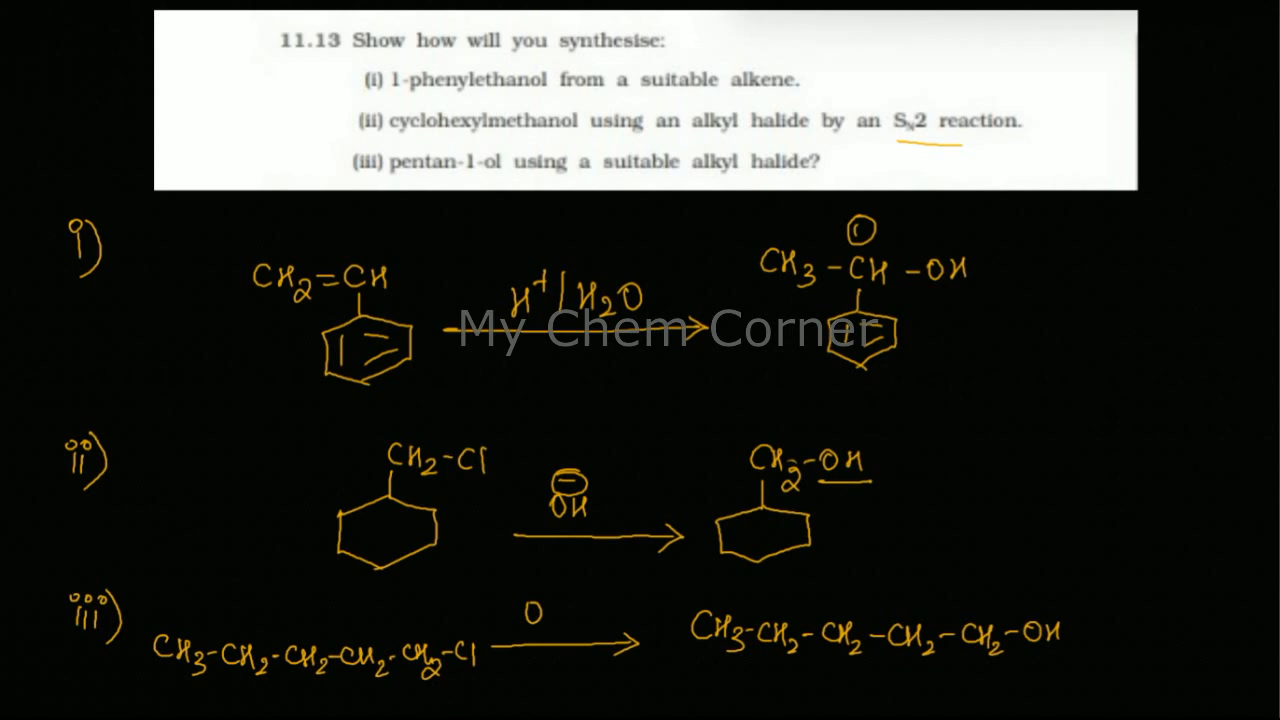 11.13 Show how will you synthesise:
(i) 1-phenylethanol from a suitable alkene.
(ii) cyclohexylmethanol using an alkyl halide by an SN2 reaction.
(iii) pentan-1-ol using a suitable alkyl halide?
i)
CH2=CH
H+/H2O
CH3-CH-OH
My Chem Corner
ii)
CH2-Cl
OH
CH2-OH
iii)
CH3-CH2-CH2-CH2-CH2-Cl
O
CH3-CH2-CH2-CH2-CH2-OH